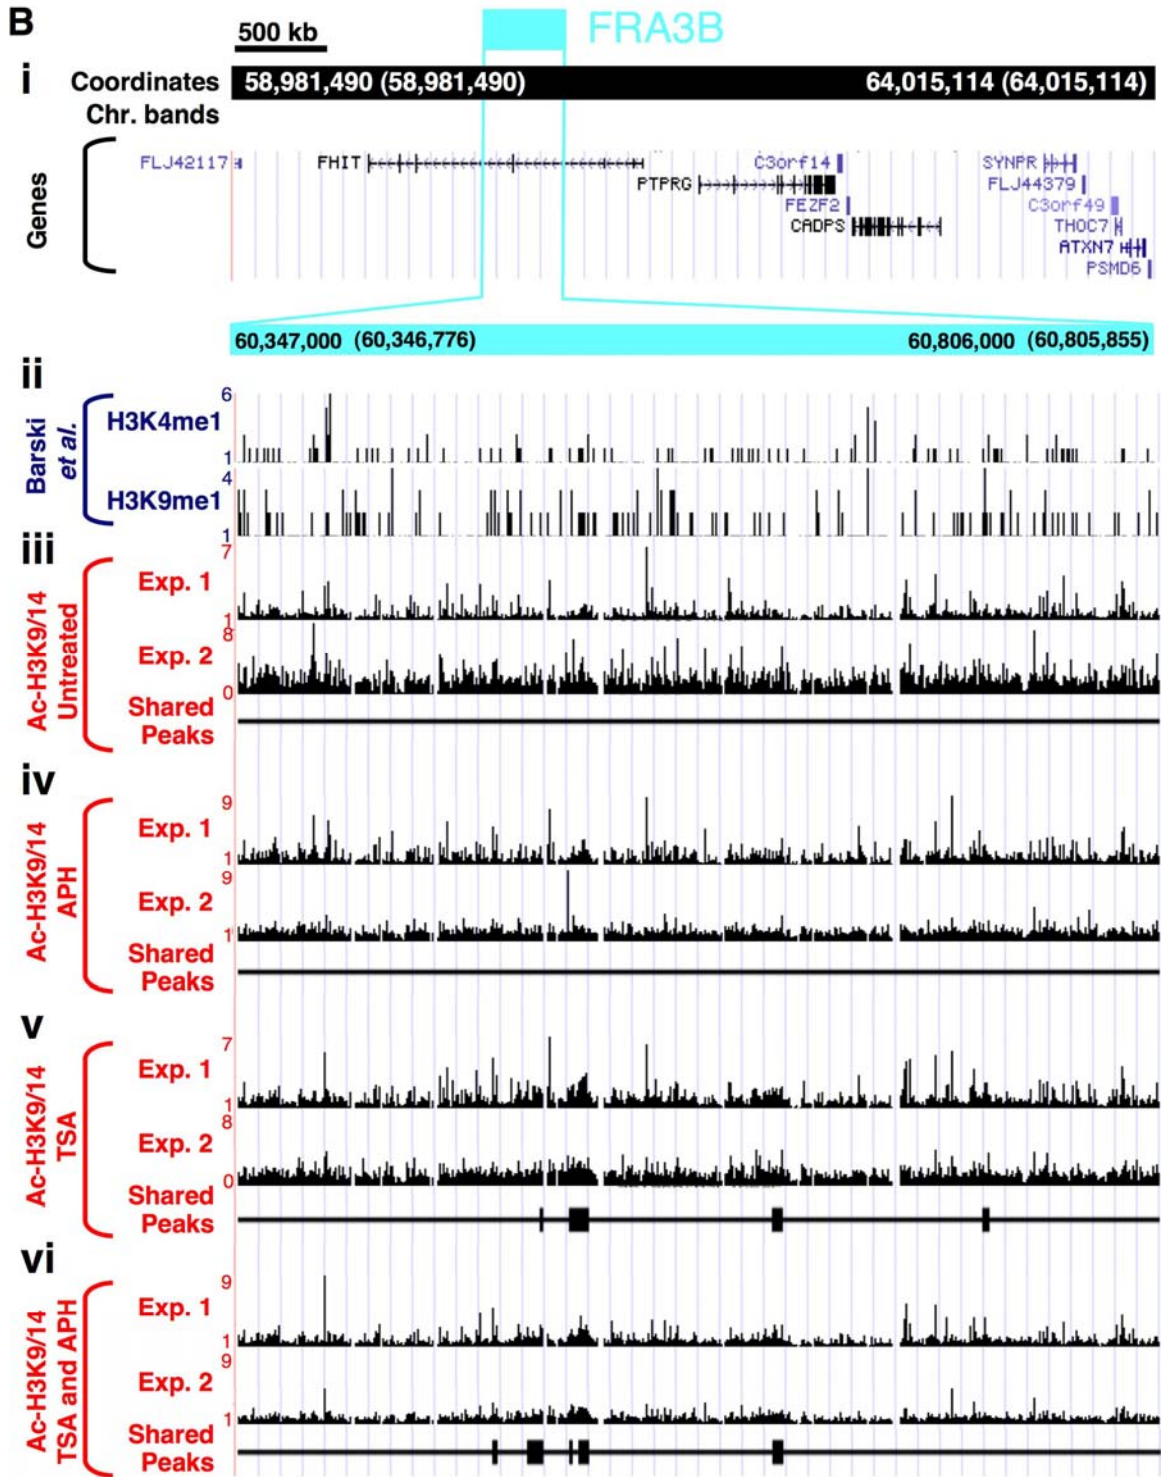 B
500 kb
FRA3B
i
Coordinates
58,981,490 (58,981,490)
64,015,114 (64,015,114)
Chr. bands
Genes
FLJ42117
FHIT
C3orf14
SYNPR
PTPRG
FLJ44379
FEZF2
C3orf49
CADPS
THOC7
ATXN7
PSMD6
60,347,000 (60,346,776)
60,806,000 (60,805,855)
ii
Barski
et al.
6
H3K4me1
1
4
H3K9me1
1
iii
Ac-H3K9/14
Untreated
7
Exp. 1
1
8
Exp. 2
0
Shared
Peaks
iv
Ac-H3K9/14
APH
9
Exp. 1
1
9
Exp. 2
1
Shared
Peaks
v
Ac-H3K9/14
TSA
7
Exp. 1
1
8
Exp. 2
0
Shared
Peaks
vi
Ac-H3K9/14
TSA and APH
9
Exp. 1
1
9
Exp. 2
1
Shared
Peaks